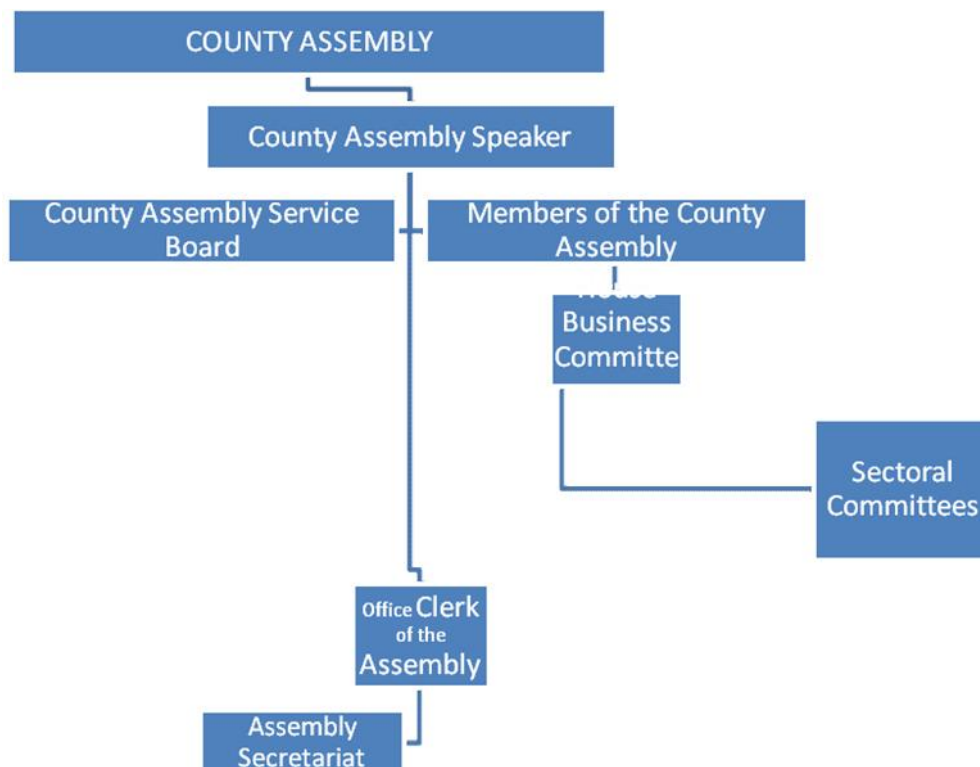 COUNTY ASSEMBLY
County Assembly Speaker
County Assembly Service
Board
Members of the County
Assembly
House
Business
Committe
Sectoral
Committees
Office Clerk
of the
Assembly
Assembly
Secretariat